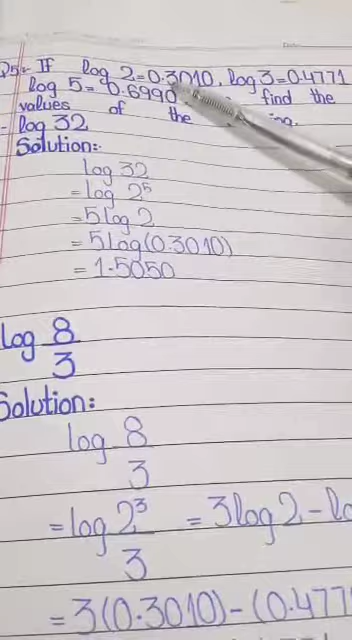 Q5:- If log 2=0.3010, log 3=0.4771
log 5= 0.6990 find the
values of the
- log 32
Solution:-
log 32
= log 2⁵
= 5 log 2
= 5 log (0.3010)
= 1.5050
log 8/3
Solution:
log 8/3
= log 2³/3 = 3 log 2 - lo
= 3(0.3010)-(0.4771